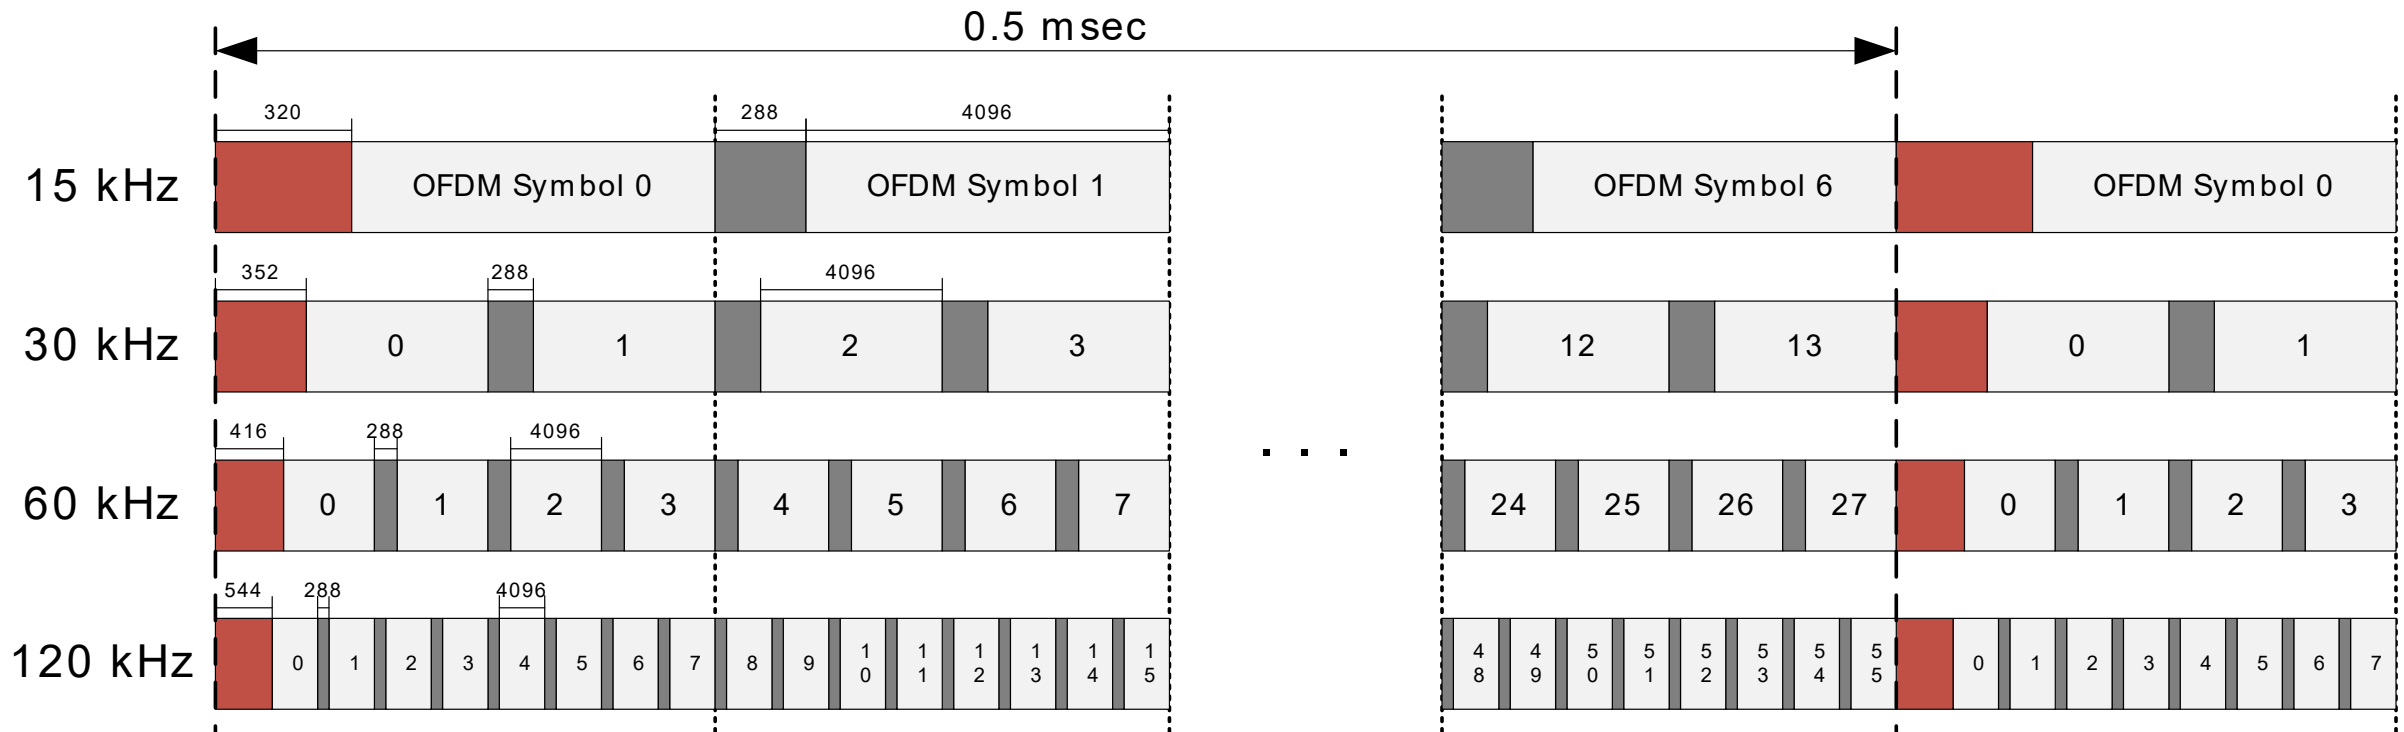 0.5 msec
320 288 4096
15 kHz OFDM Symbol 0 OFDM Symbol 1 OFDM Symbol 6 OFDM Symbol 0
352 288 4096
30 kHz 0 1 2 3 12 13 0 1
416 288 4096
. . .
60 kHz 0 1 2 3 4 5 6 7 24 25 26 27 0 1 2 3
544 288 4096
120 kHz 0 1 2 3 4 5 6 7 8 9 10 11 12 13 14 15 48 49 50 51 52 53 54 55 0 1 2 3 4 5 6 7